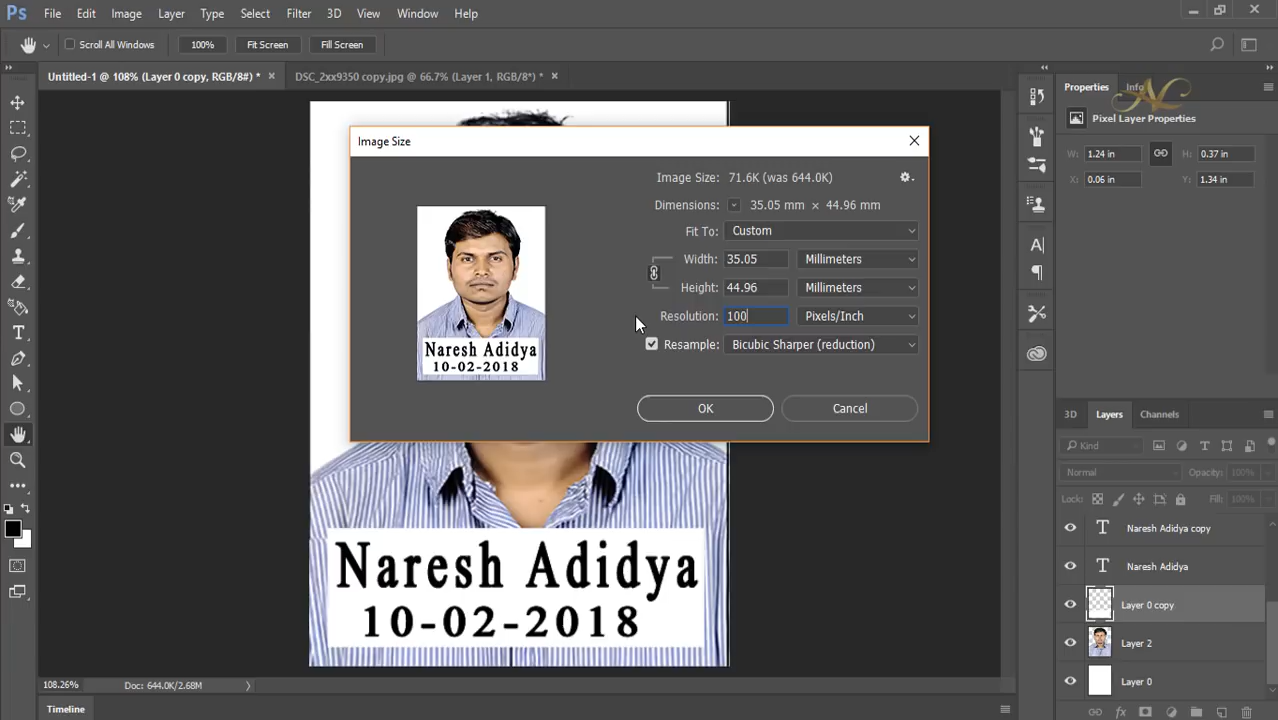 Ps File Edit Image Layer Type Select Filter 3D View Window Help
Scroll All Windows 100% Fit Screen Fill Screen
Untitled-1 @ 108% (Layer 0 copy, RGB/8#) * × DSC_2xx9350 copy.jpg @ 66.7% (Layer 1, RGB/8*) * ×
Properties Info
Pixel Layer Properties
W: 1.24 in H: 0.37 in
X: 0.06 in Y: 1.34 in
Image Size
Image Size: 71.6K (was 644.0K)
Dimensions: 35.05 mm × 44.96 mm
Fit To: Custom
Width: 35.05 Millimeters
Height: 44.96 Millimeters
Resolution: 100 Pixels/Inch
Resample: Bicubic Sharper (reduction)
OK Cancel
Naresh Adidya
10-02-2018
Naresh Adidya
10-02-2018
3D Layers Channels
Kind
Normal Opacity: 100%
Lock: Fill: 100%
Naresh Adidya copy
Naresh Adidya
Layer 0 copy
Layer 2
Layer 0
108.26% Doc: 644.0K/2.68M
Timeline